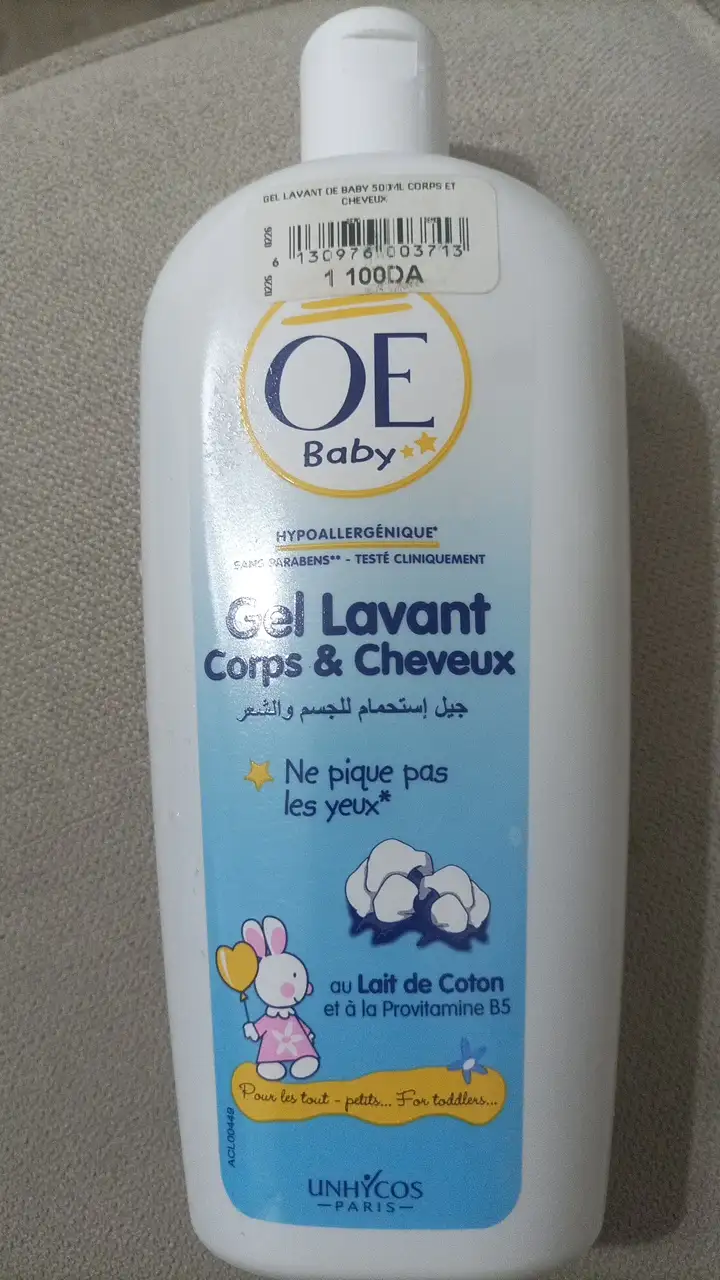 GEL LAVANT OE BABY 500ML CORPS ET
CHEVEUX
0226
0226
6 130976 003713
1 100DA
OE
Baby
HYPOALLERGÉNIQUE*
SANS PARABENS** - TESTÉ CLINIQUEMENT
Gel Lavant
Corps & Cheveux
جيل إستحمام للجسم والشعر
Ne pique pas
les yeux*
au Lait de Coton
et à la Provitamine B5
Pour les tout - petits... For toddlers...
ACL00449
UNHYCOS
PARIS